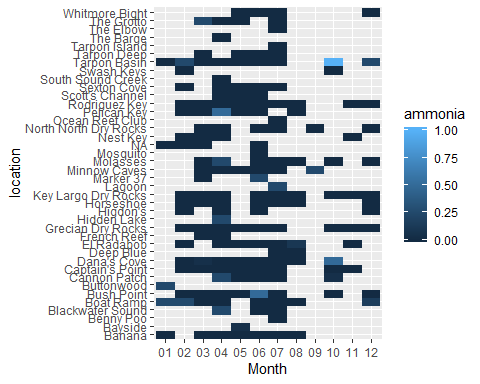 Whitmore Bight
The Grotto
The Elbow
The Barge
Tarpon Island
Tarpon Deep
Tarpon Basin
Swash Keys
South Sound Creek
Sexton Cove
Scott's Channel
Rodriguez Key
Pelican Key
Ocean Reef Club
North North Dry Rocks
Nest Key
NA
Mosquito
Molasses
Minnow Caves
Marker 37
Lagoon
Key Largo Dry Rocks
Horseshoe
Higdon's
Hidden Lake
Grecian Dry Rocks
French Reef
El Radabob
Deep Blue
Dana's Cove
Captain's Point
Cannon Patch
Buttonwood
Bush Point
Boat Ramp
Blackwater Sound
Benny Poo
Bayside
Banana
location
01 02 03 04 05 06 07 08 09 10 11 12
Month
ammonia
1.00
0.75
0.50
0.25
0.00